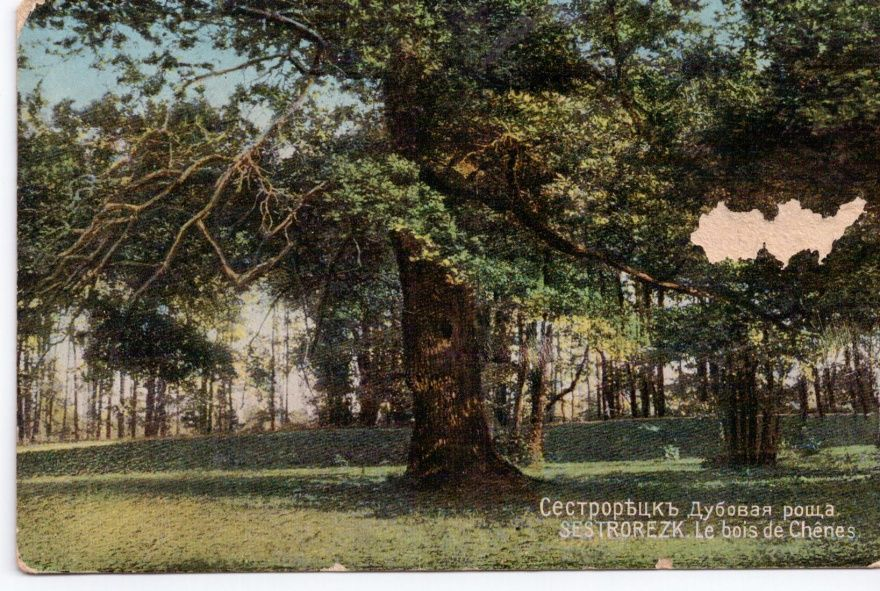 Сестрорѣцкъ Дубовая роща.
SESTROREZK. Le bois de Chênes